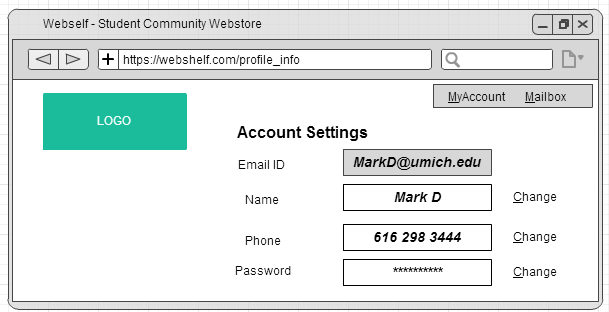 Webself - Student Community Webstore
https://webshelf.com/profile_info
MyAccount Mailbox
LOGO
Account Settings
Email ID MarkD@umich.edu
Name Mark D Change
Phone 616 298 3444 Change
Password ********** Change